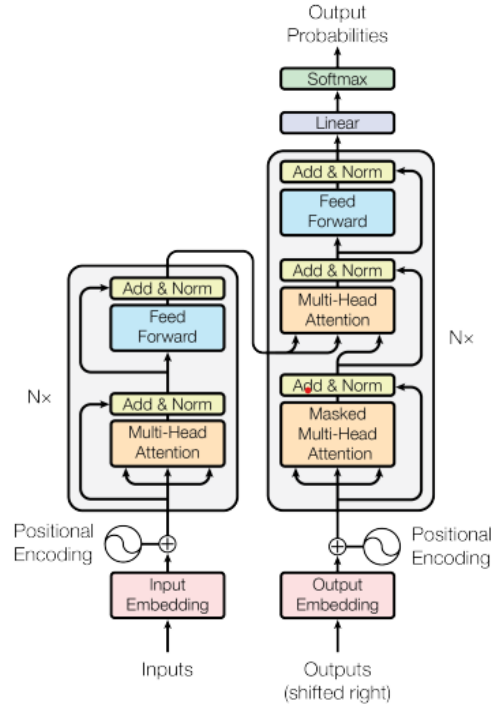 Output
Probabilities
Softmax
Linear
Add & Norm
Feed
Forward
Add & Norm
Multi-Head
Attention
Add & Norm
Masked
Multi-Head
Attention
Nx
Add & Norm
Feed
Forward
Add & Norm
Multi-Head
Attention
Nx
Positional
Encoding
Positional
Encoding
Input
Embedding
Output
Embedding
Inputs
Outputs
(shifted right)